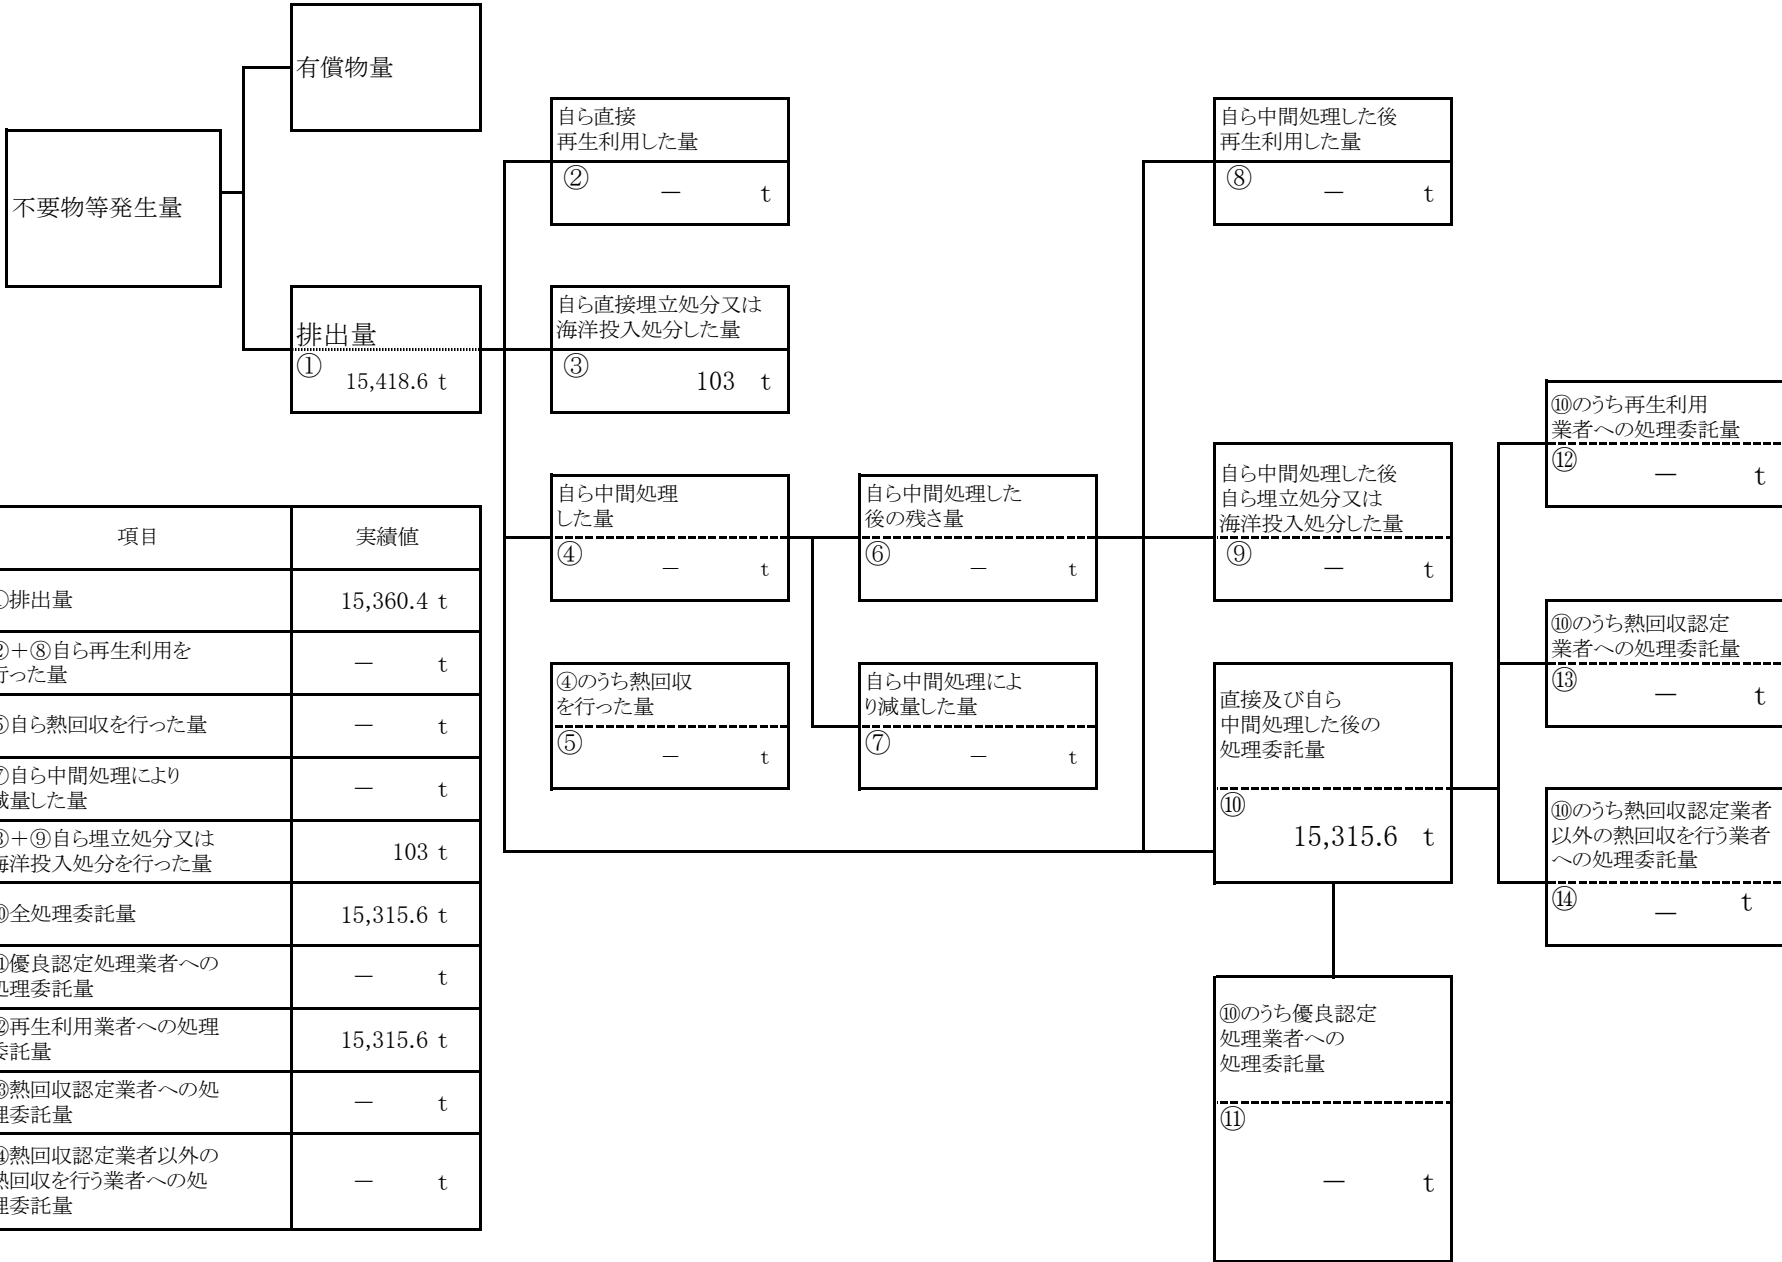 有償物量
不要物等発生量
排出量
①
15,418.6 t
自ら直接
再生利用した量
②
－ t
自ら直接埋立処分又は
海洋投入処分した量
③
103 t
自ら中間処理
した量
④
－ t
④のうち熱回収
を行った量
⑤
－ t
自ら中間処理した
後の残さ量
⑥
－ t
自ら中間処理によ
り減量した量
⑦
－ t
自ら中間処理した後
再生利用した量
⑧
－ t
自ら中間処理した後
自ら埋立処分又は
海洋投入処分した量
⑨
－ t
直接及び自ら
中間処理した後の
処理委託量
⑩
15,315.6 t
⑩のうち優良認定
処理業者への
処理委託量
⑪
－ t
⑩のうち再生利用
業者への処理委託量
⑫
－ t
⑩のうち熱回収認定
業者への処理委託量
⑬
－ t
⑩のうち熱回収認定業者
以外の熱回収を行う業者
への処理委託量
⑭
－ t
項目 実績値
①排出量 15,360.4 t
②＋⑧自ら再生利用を
行った量
－ t
⑤自ら熱回収を行った量 － t
⑦自ら中間処理により
減量した量
－ t
③＋⑨自ら埋立処分又は
海洋投入処分を行った量
103 t
⑩全処理委託量 15,315.6 t
⑪優良認定処理業者への
処理委託量
－ t
⑫再生利用業者への処理
委託量
15,315.6 t
⑬熱回収認定業者への処
理委託量
－ t
⑭熱回収認定業者以外の
熱回収を行う業者への処
理委託量
－ t